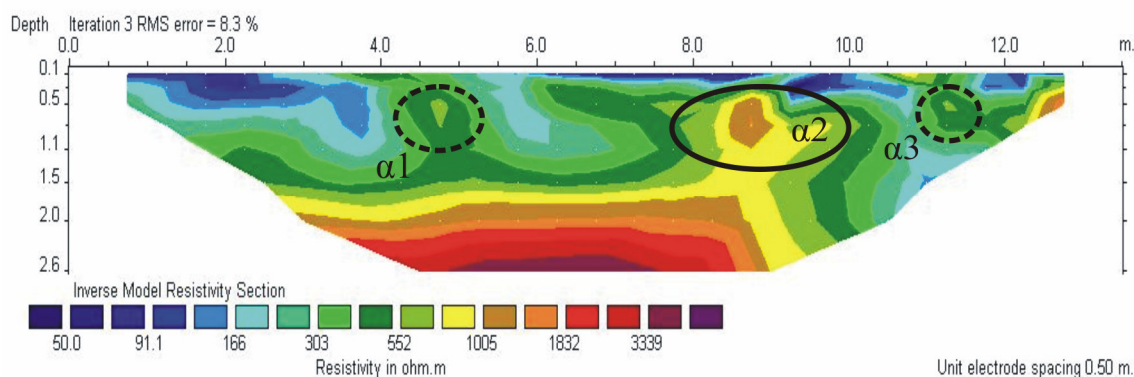 Depth Iteration 3 RMS error = 8.3 %
0.0 2.0 4.0 6.0 8.0 10.0 12.0 m.
0.1
0.5
α2
α3
1.1
α1
1.5
2.0
2.6
Inverse Model Resistivity Section
50.0 91.1 166 303 552 1005 1832 3339
Resistivity in ohm.m Unit electrode spacing 0.50 m.